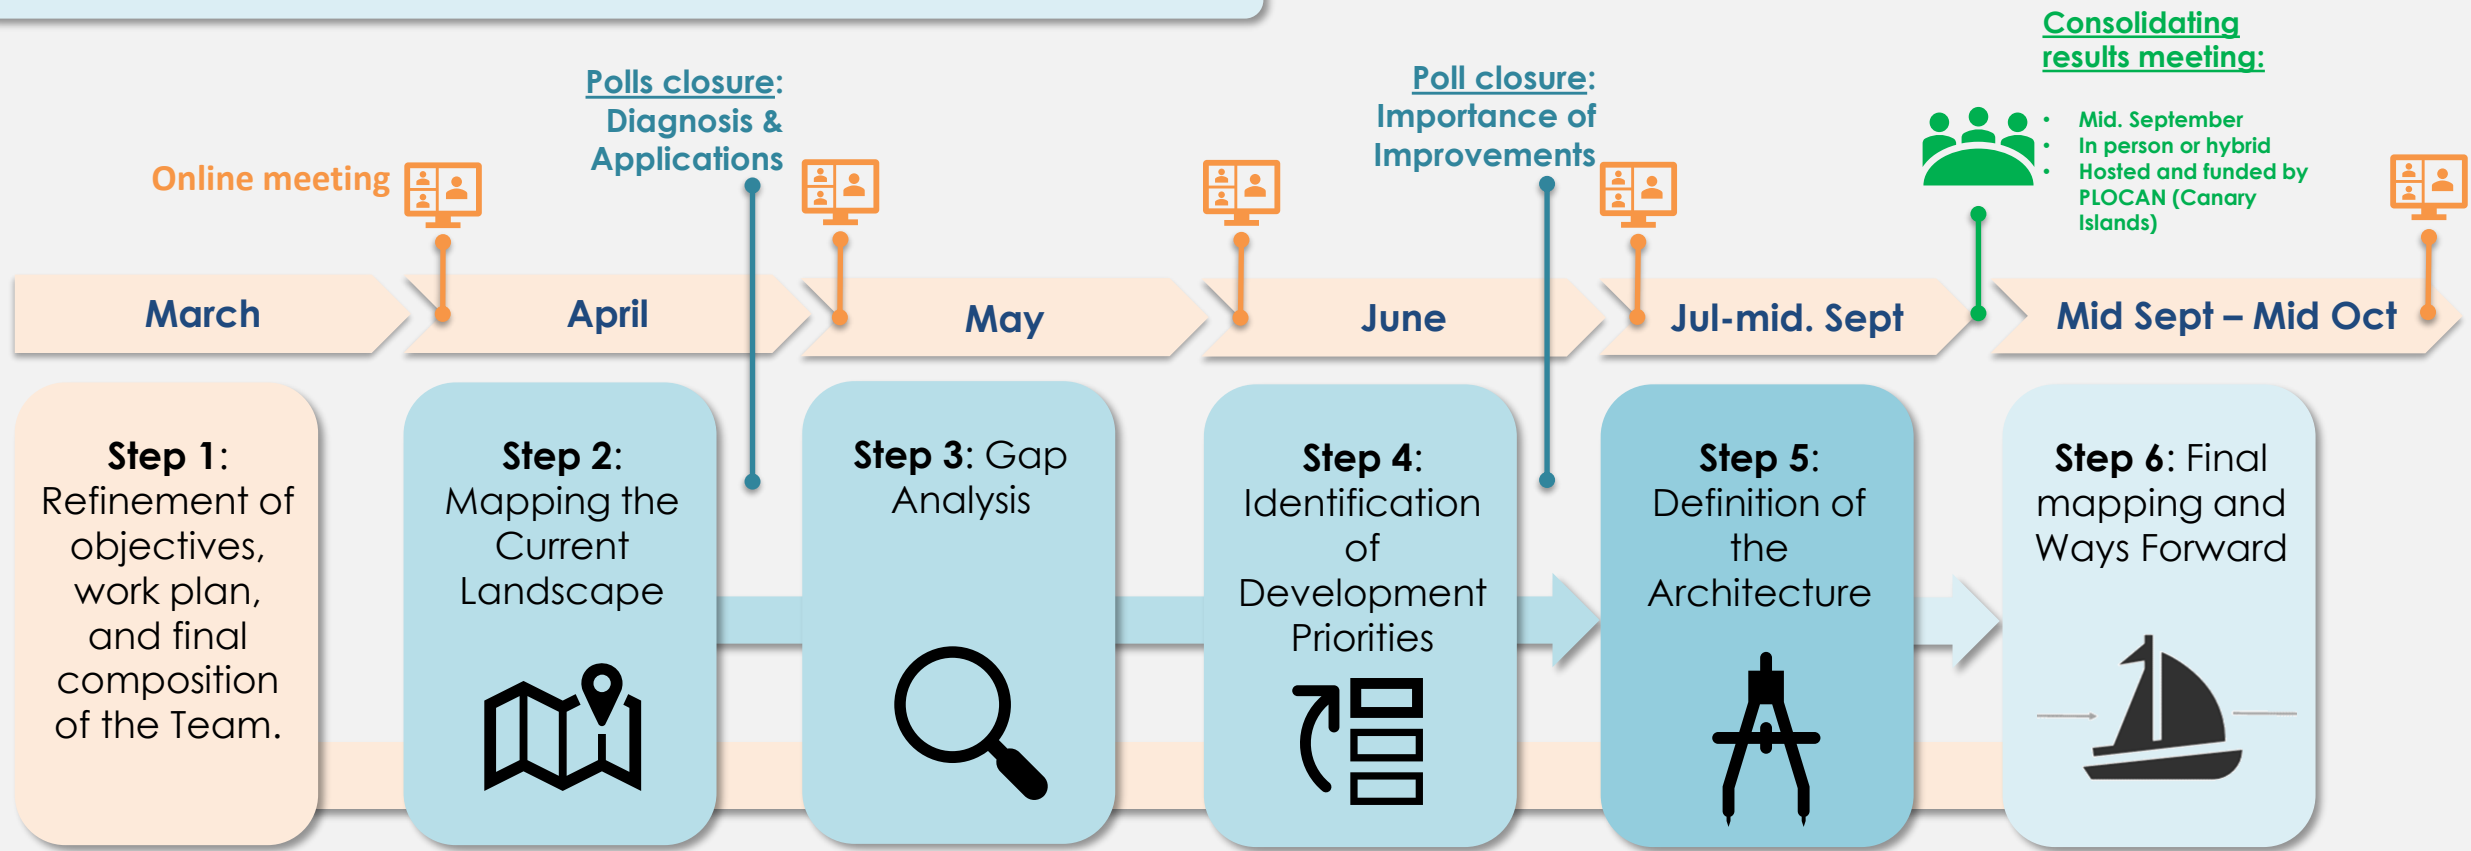 Consolidating
results meeting:
• Mid. September
• In person or hybrid
• Hosted and funded by
PLOCAN (Canary
Islands)
Polls closure:
Diagnosis &
Applications
Poll closure:
Importance of
Improvements
Online meeting
March
April
May
June
Jul-mid. Sept
Mid Sept – Mid Oct
Step 1:
Refinement of
objectives,
work plan,
and final
composition
of the Team.
Step 2:
Mapping the
Current
Landscape
Step 3: Gap
Analysis
Step 4:
Identification
of
Development
Priorities
Step 5:
Definition of
the
Architecture
Step 6: Final
mapping and
Ways Forward